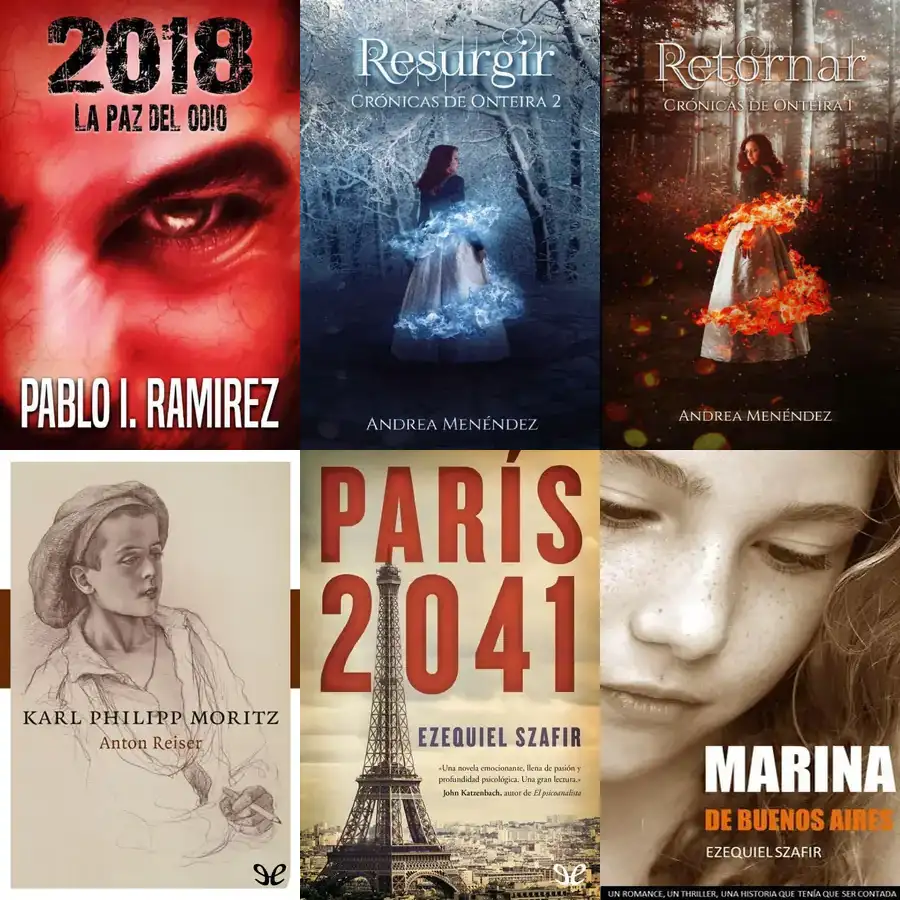 2018
LA PAZ DEL ODIO
PABLO I. RAMIREZ
Resurgir
CRÓNICAS DE ONTEIRA 2
ANDREA MENÉNDEZ
Retornar
CRÓNICAS DE ONTEIRA 1
ANDREA MENÉNDEZ
KARL PHILIPP MORITZ
Anton Reiser
PARÍS
2041
EZEQUIEL SZAFIR
«Una novela emocionante, llena de pasión y
profundidad psicológica. Una gran lectura.»
John Katzenbach, autor de El psicoanalista
MARINA
DE BUENOS AIRES
EZEQUIEL SZAFIR
UN ROMANCE, UN THRILLER, UNA HISTORIA QUE TENÍA QUE SER CONTADA